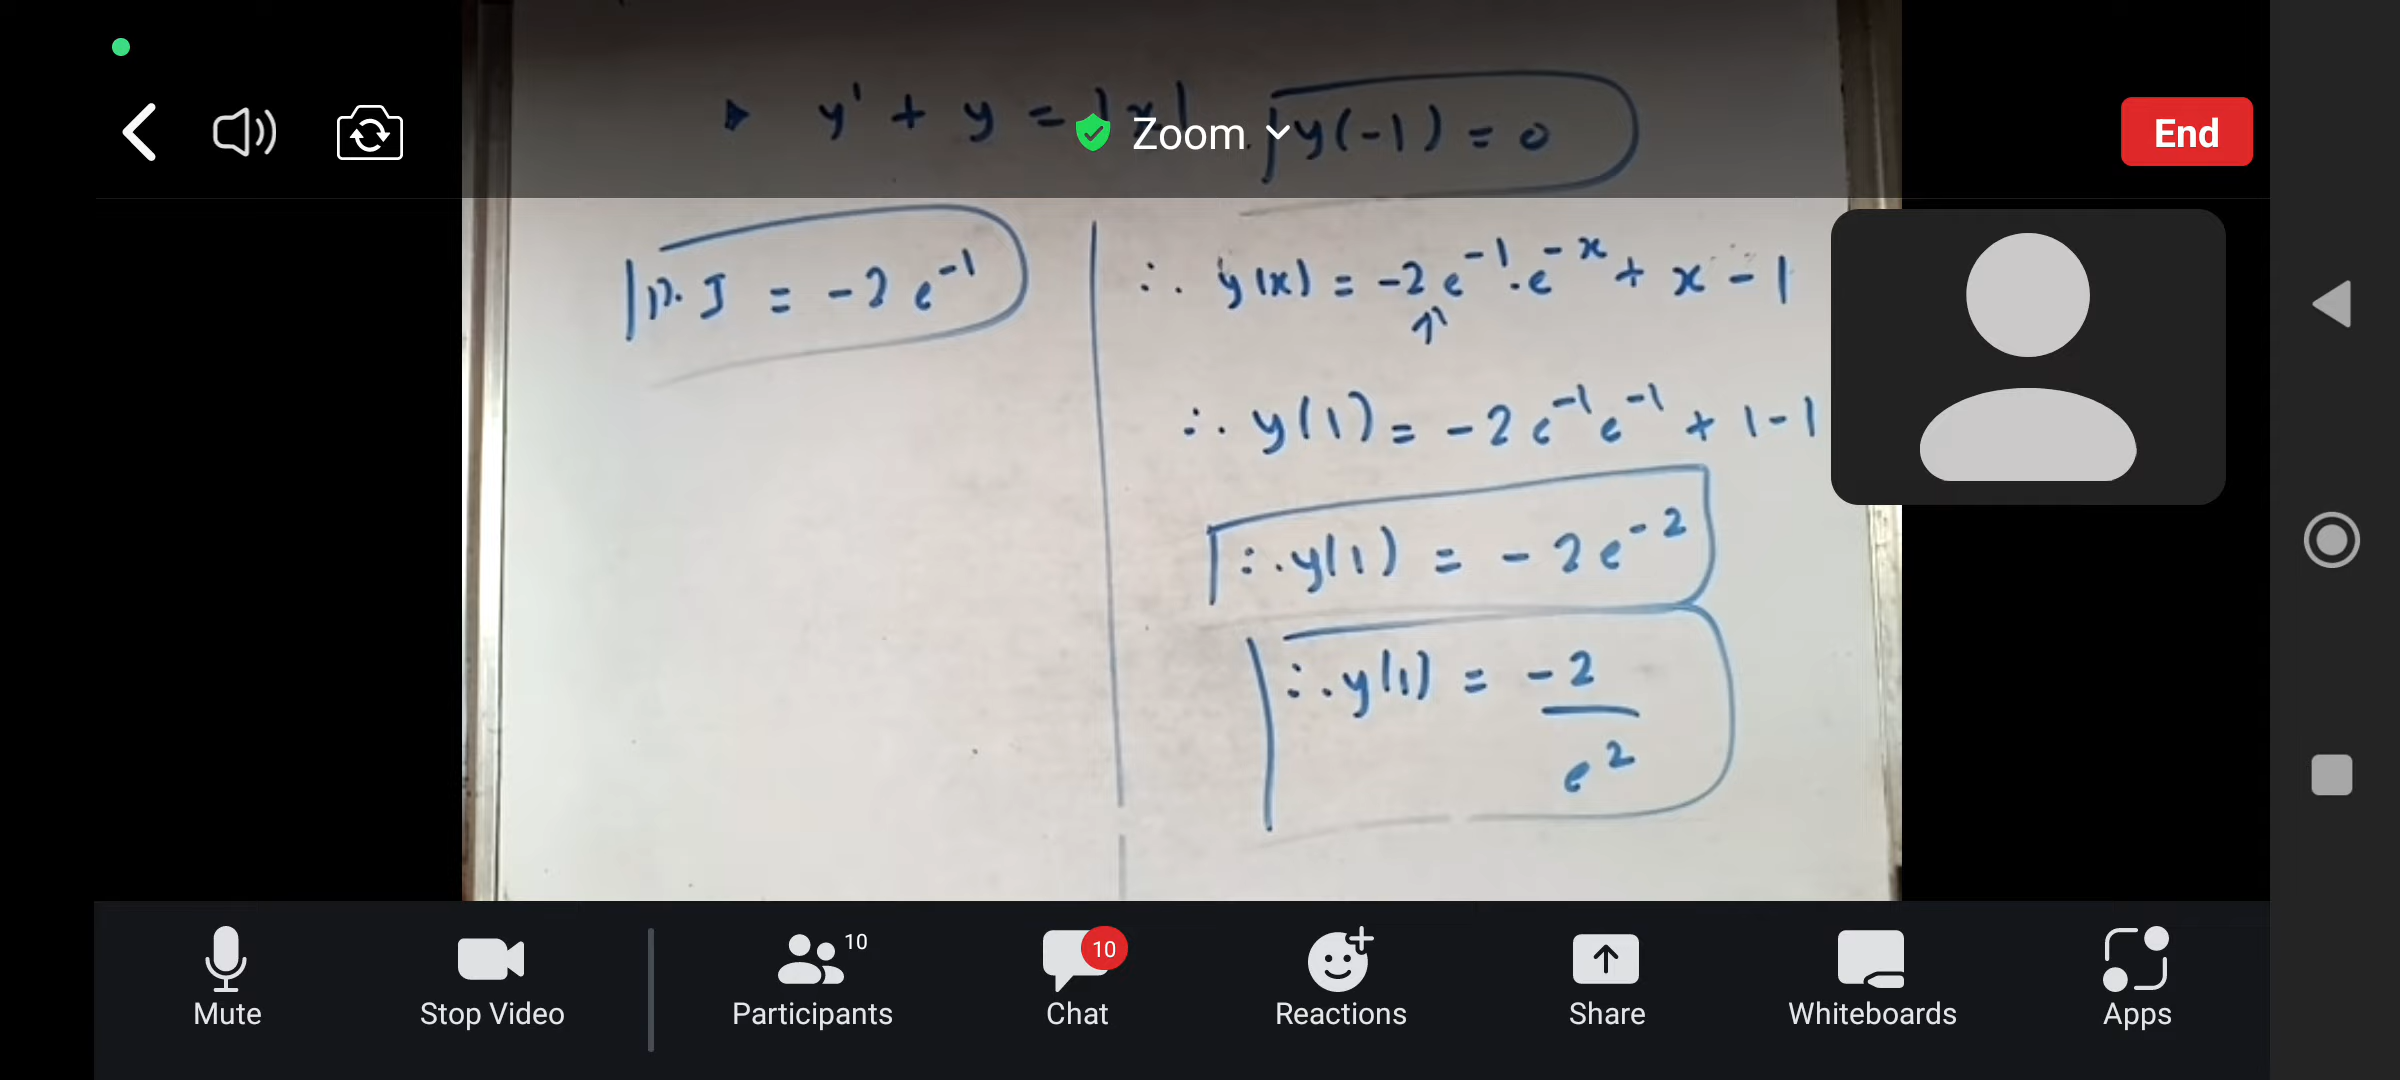 Zoom
End
y' + y = |x| y(-1) = 0
= -2 e⁻¹
∴ y(x) = -2 e⁻¹ . e⁻ˣ + x - 1
∴ y(1) = -2 e⁻¹ e⁻¹ + 1 - 1
∴ y(1) = - 2 e⁻²
∴ y(1) = -2/e²
10
10
Mute
Stop Video
Participants
Chat
Reactions
Share
Whiteboards
Apps